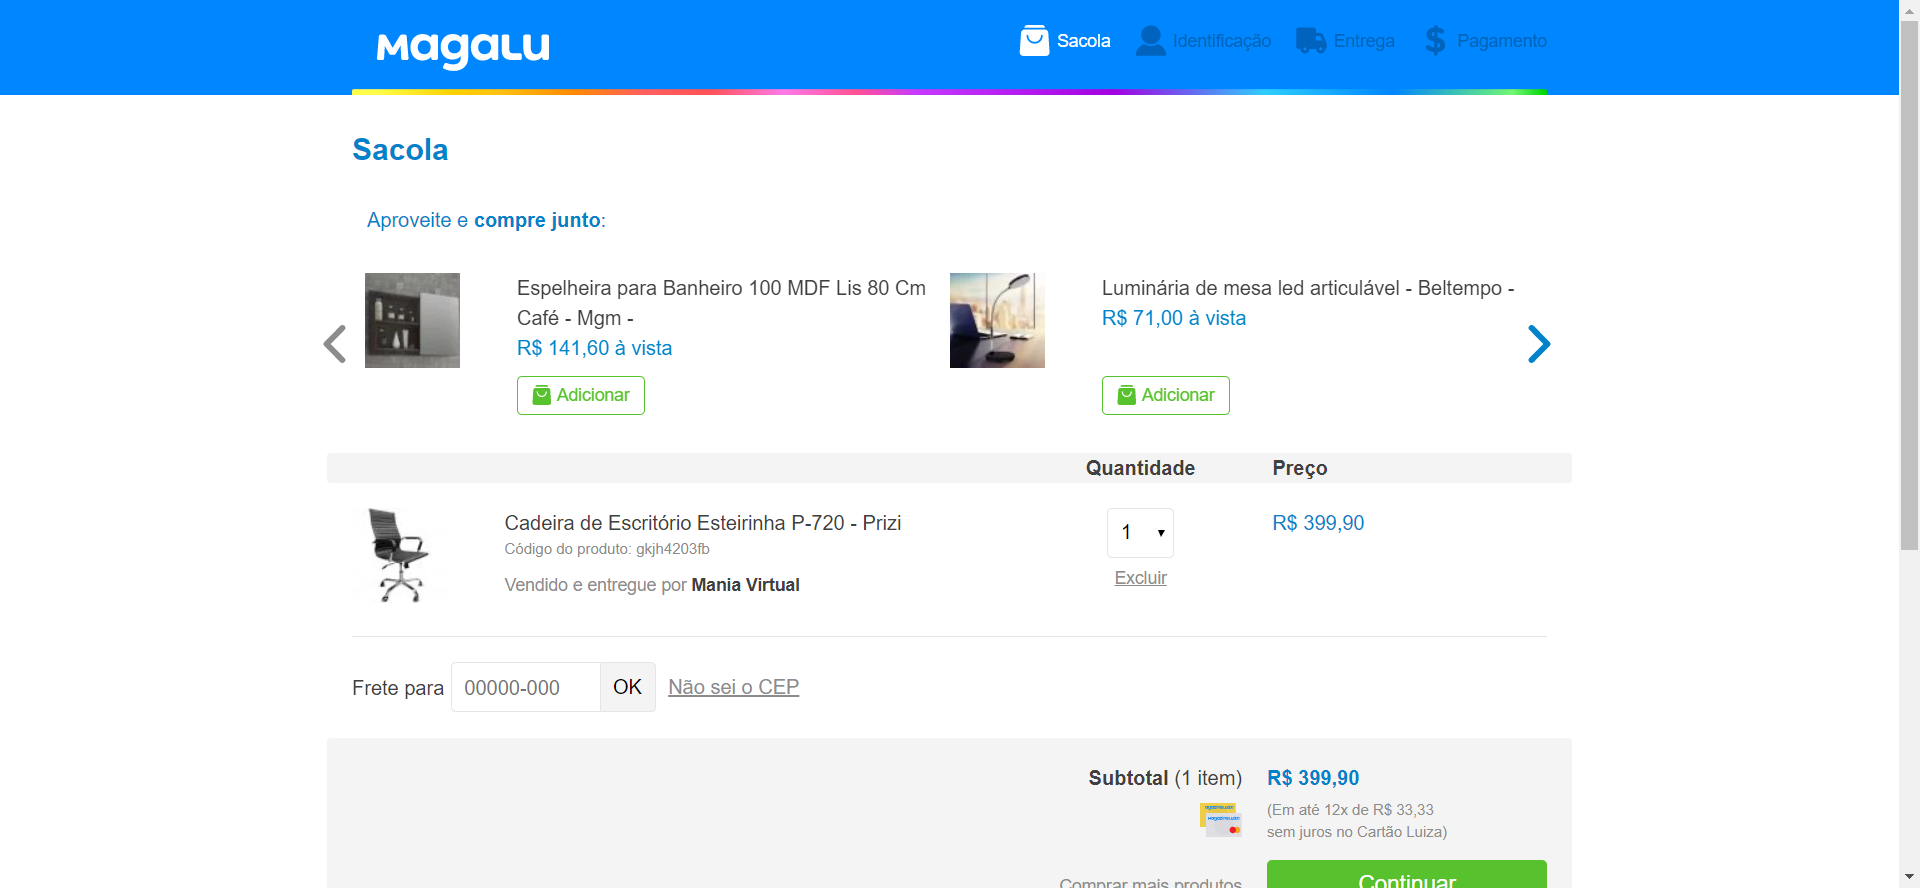 Magalu
Sacola
Identificação
Entrega
Pagamento
Sacola
Aproveite e compre junto:
Espelheira para Banheiro 100 MDF Lis 80 Cm
Café - Mgm -
R$ 141,60 à vista
Adicionar
Luminária de mesa led articulável - Beltempo -
R$ 71,00 à vista
Adicionar
Quantidade Preço
Cadeira de Escritório Esteirinha P-720 - Prizi
Código do produto: gkjh4203fb
Vendido e entregue por Mania Virtual
1
Excluir
R$ 399,90
Frete para 00000-000 OK Não sei o CEP
Subtotal (1 item) R$ 399,90
(Em até 12x de R$ 33,33
sem juros no Cartão Luiza)
Comprar mais produtos
Continuar